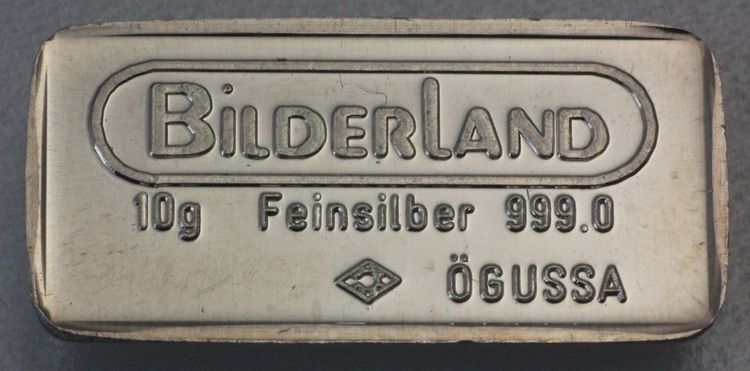 BILDERLAND
10g Feinsilber 999.0
ÖGUSSA